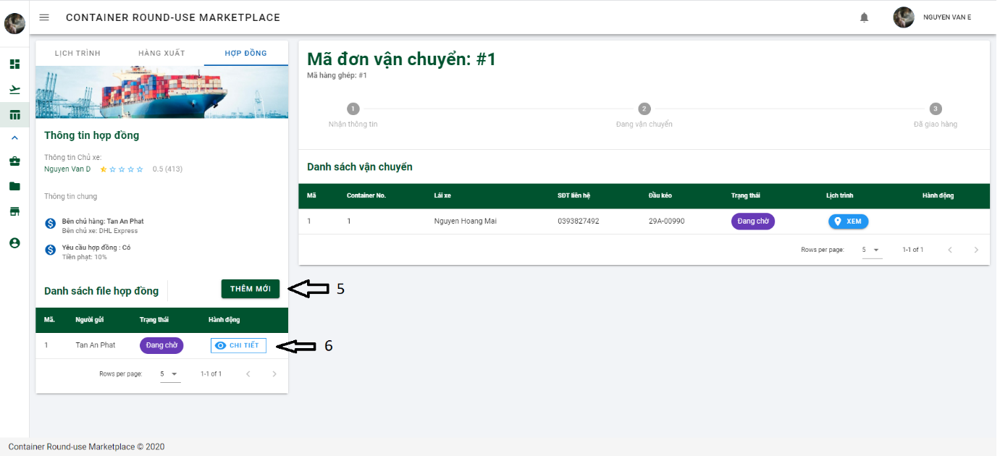 CONTAINER ROUND-USE MARKETPLACE
NGUYEN VAN E
LỊCH TRÌNH HÀNG XUẤT HỢP ĐỒNG
Thông tin hợp đồng
Thông tin Chủ xe:
Nguyen Van D 0.5 (413)
Thông tin chung
Bên chủ hàng: Tan An Phat
Bên chủ xe: DHL Express
Yêu cầu hợp đồng : Có
Tiền phạt: 10%
Danh sách file hợp đồng THÊM MỚI 5
Mã. Người gửi Trạng thái Hành động
1 Tan An Phat Đang chờ CHI TIẾT 6
Rows per page: 5 1-1 of 1
Mã đơn vận chuyển: #1
Mã hàng ghép: #1
1 2 3
Nhận thông tin Đang vận chuyển Đã giao hàng
Danh sách vận chuyển
Mã Container No. Lái xe SĐT liên hệ Đầu kéo Trạng thái Lịch trình Hành động
1 1 Nguyen Hoang Mai 0393827492 29A-00990 Đang chờ XEM
Rows per page: 5 1-1 of 1
Container Round-use Marketplace © 2020